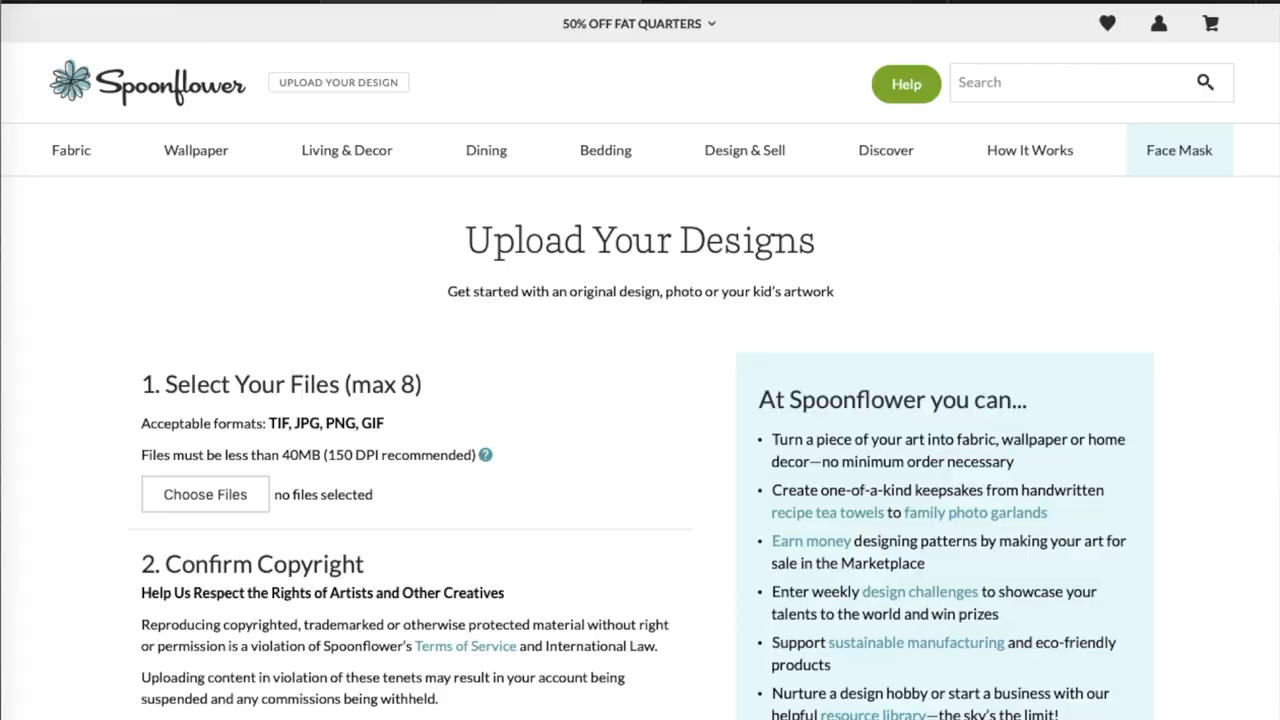 50% OFF FAT QUARTERS
Spoonflower
UPLOAD YOUR DESIGN
Help
Search
Fabric
Wallpaper
Living & Decor
Dining
Bedding
Design & Sell
Discover
How It Works
Face Mask
Upload Your Designs
Get started with an original design, photo or your kid's artwork
1. Select Your Files (max 8)
Acceptable formats: TIF, JPG, PNG, GIF
Files must be less than 40MB (150 DPI recommended) ?
Choose Files no files selected
2. Confirm Copyright
Help Us Respect the Rights of Artists and Other Creatives
Reproducing copyrighted, trademarked or otherwise protected material without right
or permission is a violation of Spoonflower's Terms of Service and International Law.
Uploading content in violation of these tenets may result in your account being
suspended and any commissions being withheld.
At Spoonflower you can...
• Turn a piece of your art into fabric, wallpaper or home
decor—no minimum order necessary
• Create one-of-a-kind keepsakes from handwritten
recipe tea towels to family photo garlands
• Earn money designing patterns by making your art for
sale in the Marketplace
• Enter weekly design challenges to showcase your
talents to the world and win prizes
• Support sustainable manufacturing and eco-friendly
products
• Nurture a design hobby or start a business with our
helpful resource library—the sky's the limit!